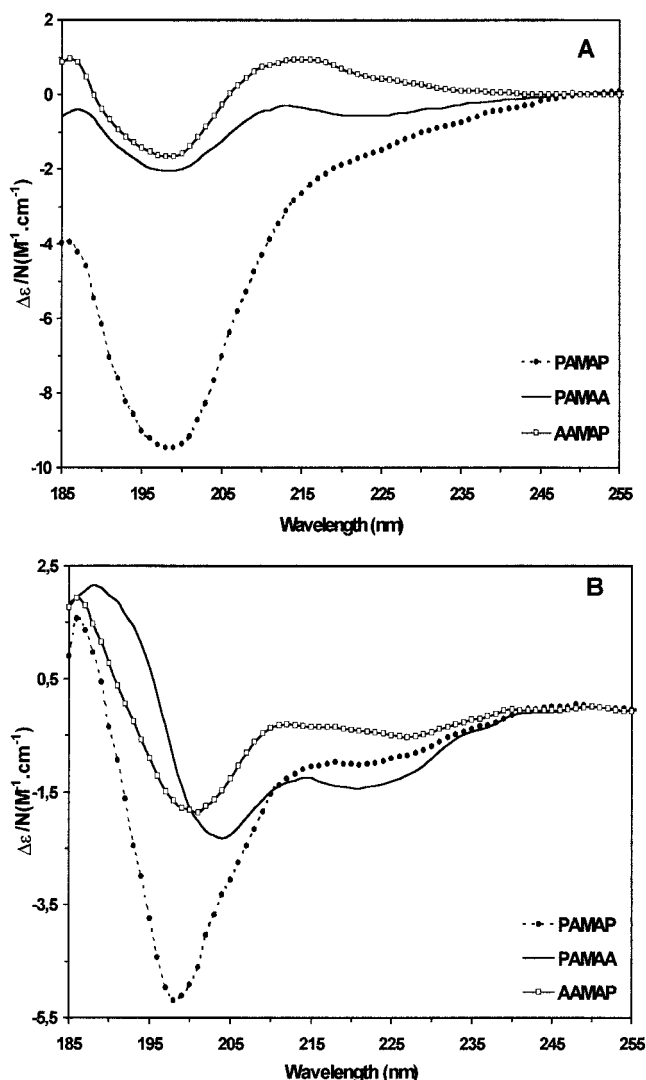 A
2
0
-2
-4
-6
-8
-10
Δε/N(M⁻¹.cm⁻¹)
PAMAP
PAMAA
AAMAP
185 195 205 215 225 235 245 255
Wavelength (nm)
B
2,5
0,5
-1,5
-3,5
-5,5
Δε/N(M⁻¹.cm⁻¹)
PAMAP
PAMAA
AAMAP
185 195 205 215 225 235 245 255
Wavelength (nm)